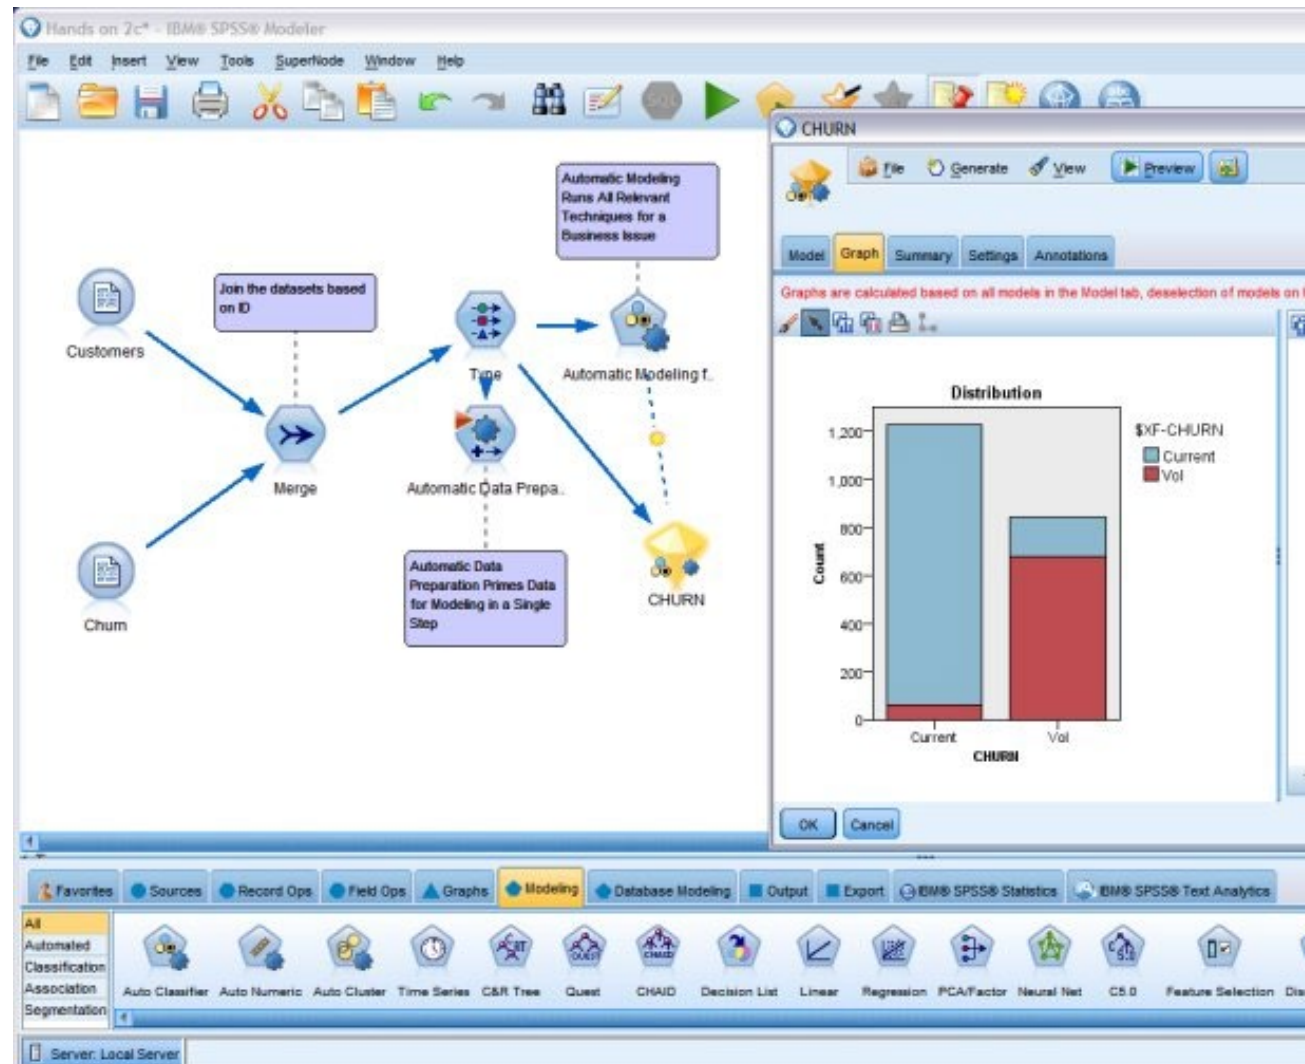 Hands on 2c* - IBM® SPSS® Modeler
File Edit Insert View Tools SuperNode Window Help
CHURN
File Generate View Preview
Model Graph Summary Settings Annotations
Graphs are calculated based on all models in the Model tab, deselection of models on
Automatic Modeling
Runs All Relevant
Techniques for a
Business Issue
Join the datasets based
on ID
Customers
Type
Automatic Modeling f..
Merge
Automatic Data Prepa..
Churn
Automatic Data
Preparation Primes Data
for Modeling in a Single
Step
CHURN
Distribution
1,200
1,000
800
600
400
200
0
Count
Current Vol
CHURN
$XF-CHURN
Current
Vol
OK Cancel
Favorites Sources Record Ops Field Ops Graphs Modeling Database Modeling Output Export IBM® SPSS® Statistics IBM® SPSS® Text Analytics
All
Automated
Classification
Association
Segmentation
Auto Classifier Auto Numeric Auto Cluster Time Series C&R Tree Quest CHAID Decision List Linear Regression PCA/Factor Neural Net C5.0 Feature Selection
Server: Local Server